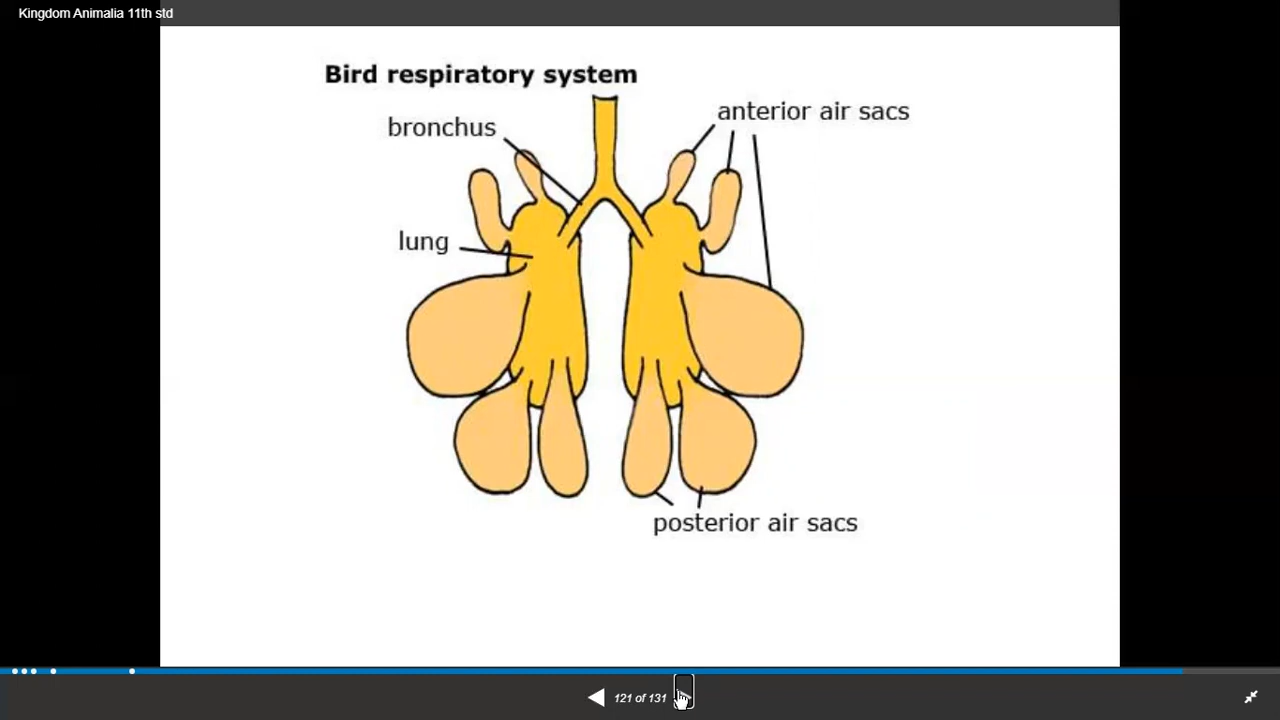 Kingdom Animalia 11th std
Bird respiratory system
anterior air sacs
bronchus
lung
posterior air sacs
121 of 131